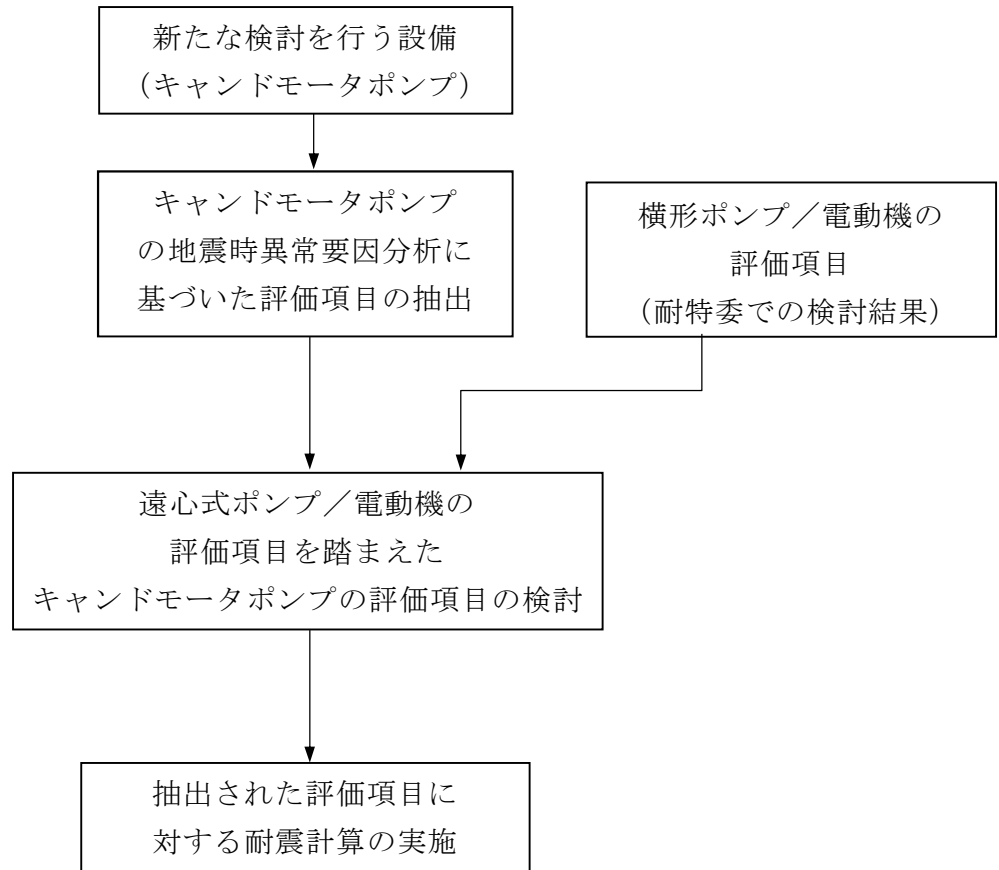 新たな検討を行う設備
（キャンドモータポンプ）
キャンドモータポンプ
の地震時異常要因分析に
基づいた評価項目の抽出
横形ポンプ／電動機の
評価項目
（耐特委での検討結果）
遠心式ポンプ／電動機の
評価項目を踏まえた
キャンドモータポンプの評価項目の検討
抽出された評価項目に
対する耐震計算の実施